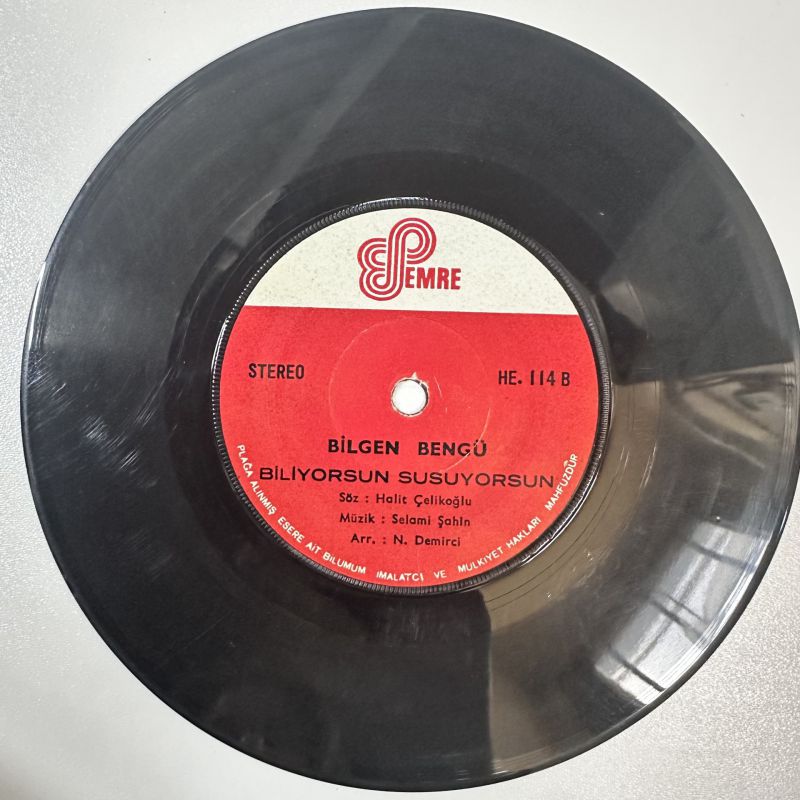 EMRE
STEREO
HE. 114 B
BİLGEN BENGÜ
BİLİYORSUN SUSUYORSUN
Söz : Halit Çelikoğlu
Müzik : Selami Şahin
Arr. : N. Demirci
PLAĞA ALINMIŞ ESERE AİT BİLUMUM İMALATCI VE MÜLKİYET HAKLARI MAHFUZDUR